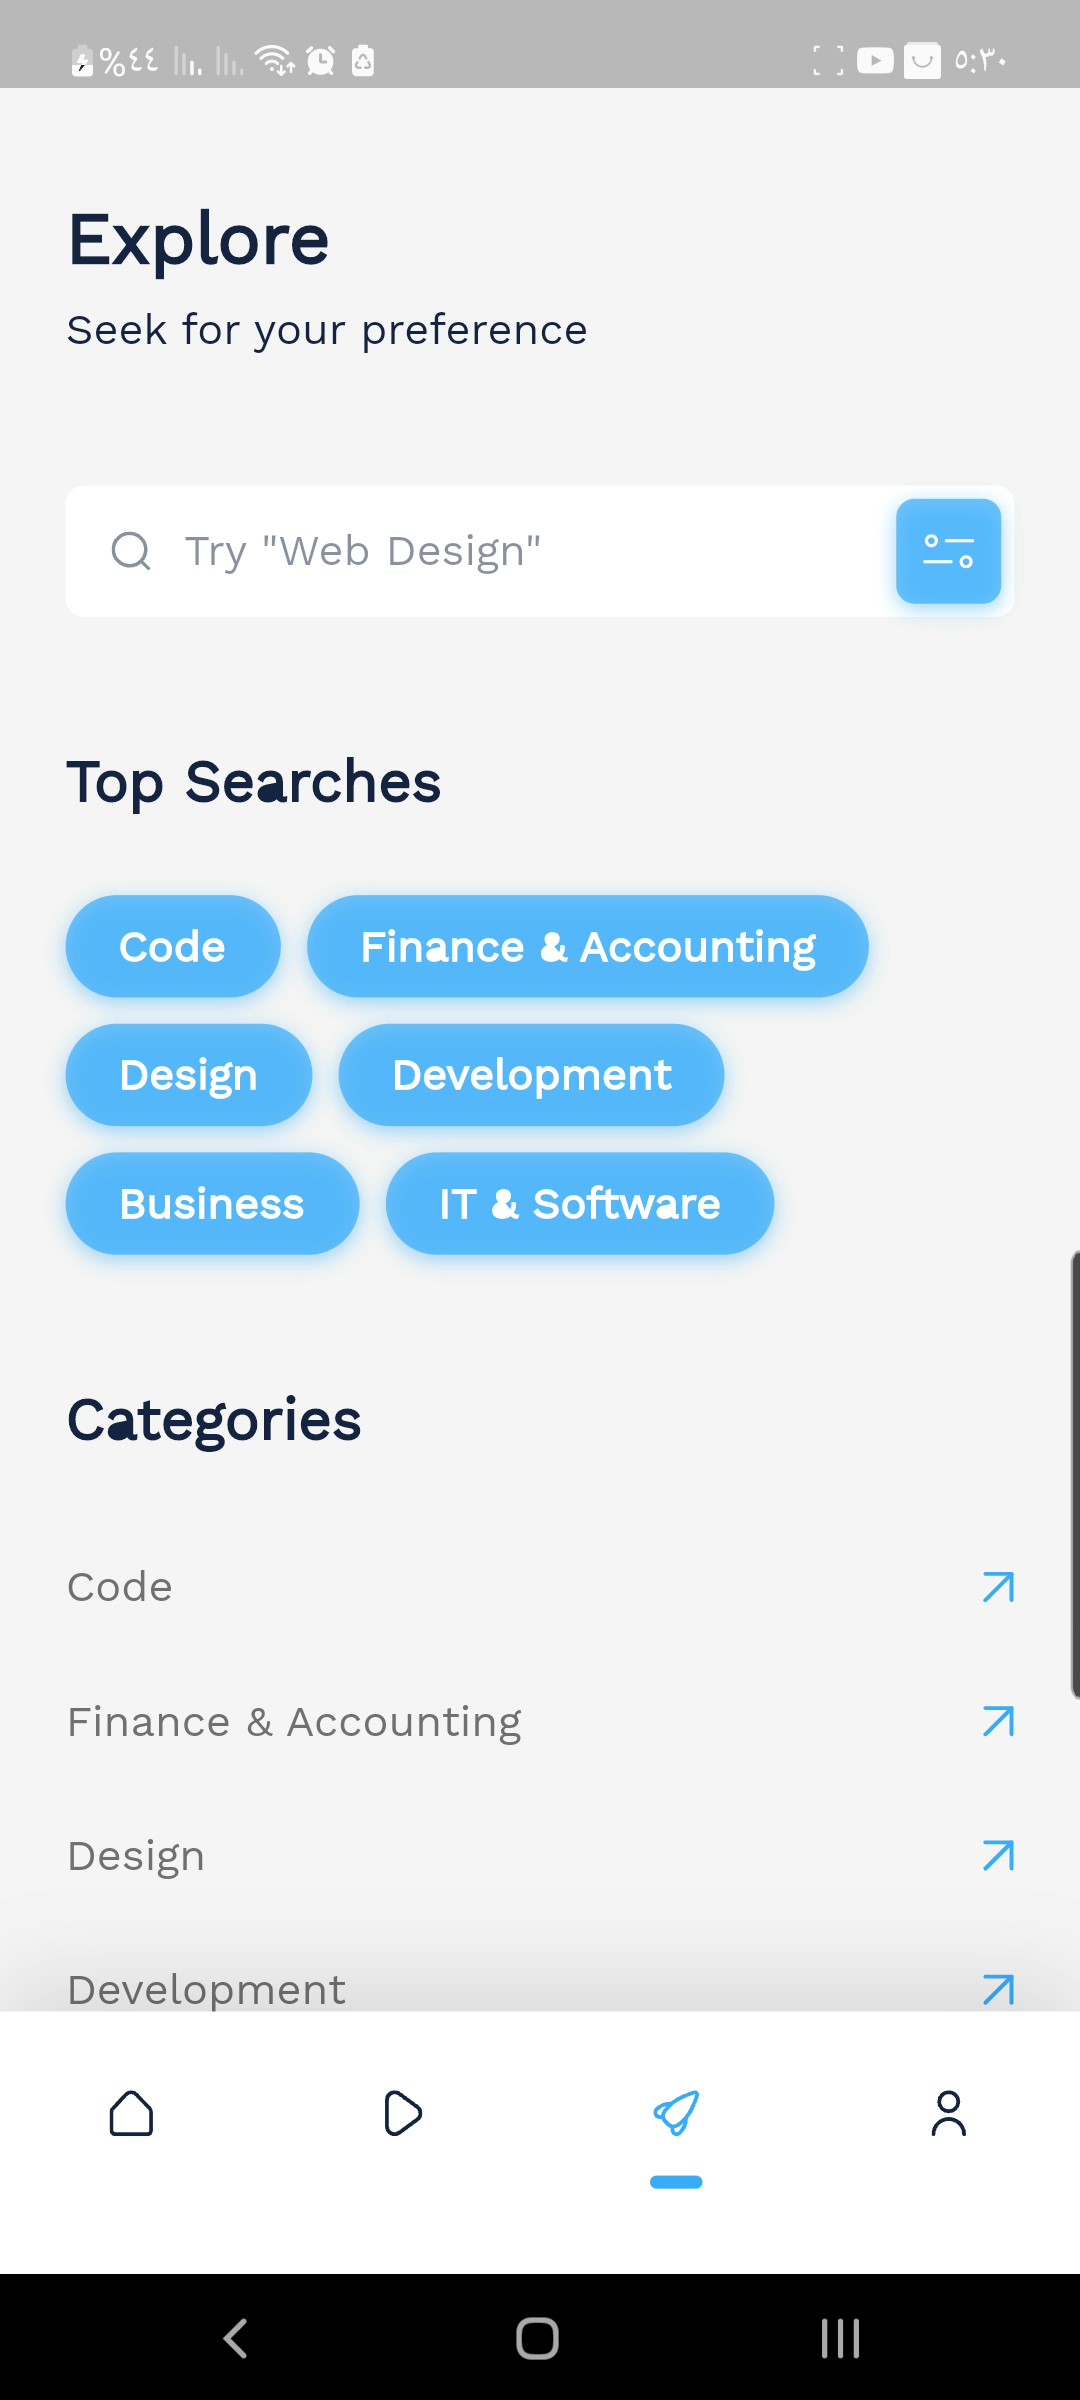 %٤٤ ٥:٣٠
Explore
Seek for your preference
Try "Web Design"
Top Searches
Code Finance & Accounting
Design Development
Business IT & Software
Categories
Code
Finance & Accounting
Design
Development